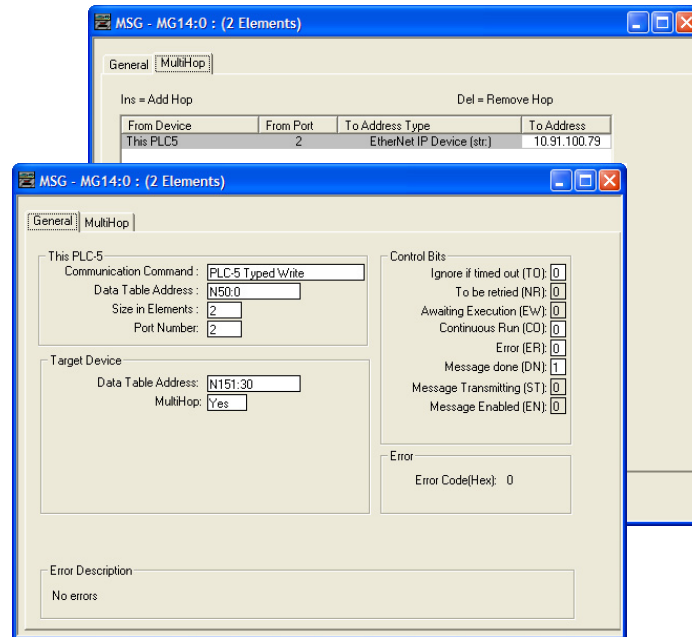 MSG - MG14:0 : (2 Elements)
General MultiHop
Ins = Add Hop Del = Remove Hop
From Device From Port To Address Type To Address
This PLC5 2 EtherNet IP Device (str.) 10.91.100.79
MSG - MG14:0 : (2 Elements)
General MultiHop
This PLC-5
Communication Command : PLC-5 Typed Write
Data Table Address : N50:0
Size in Elements : 2
Port Number: 2
Target Device
Data Table Address: N151:30
MultiHop: Yes
Control Bits
Ignore if timed out (TO): 0
To be retried (NR): 0
Awaiting Execution (EW): 0
Continuous Run (CO): 0
Error (ER): 0
Message done (DN): 1
Message Transmitting (ST): 0
Message Enabled (EN): 0
Error
Error Code(Hex): 0
Error Description
No errors